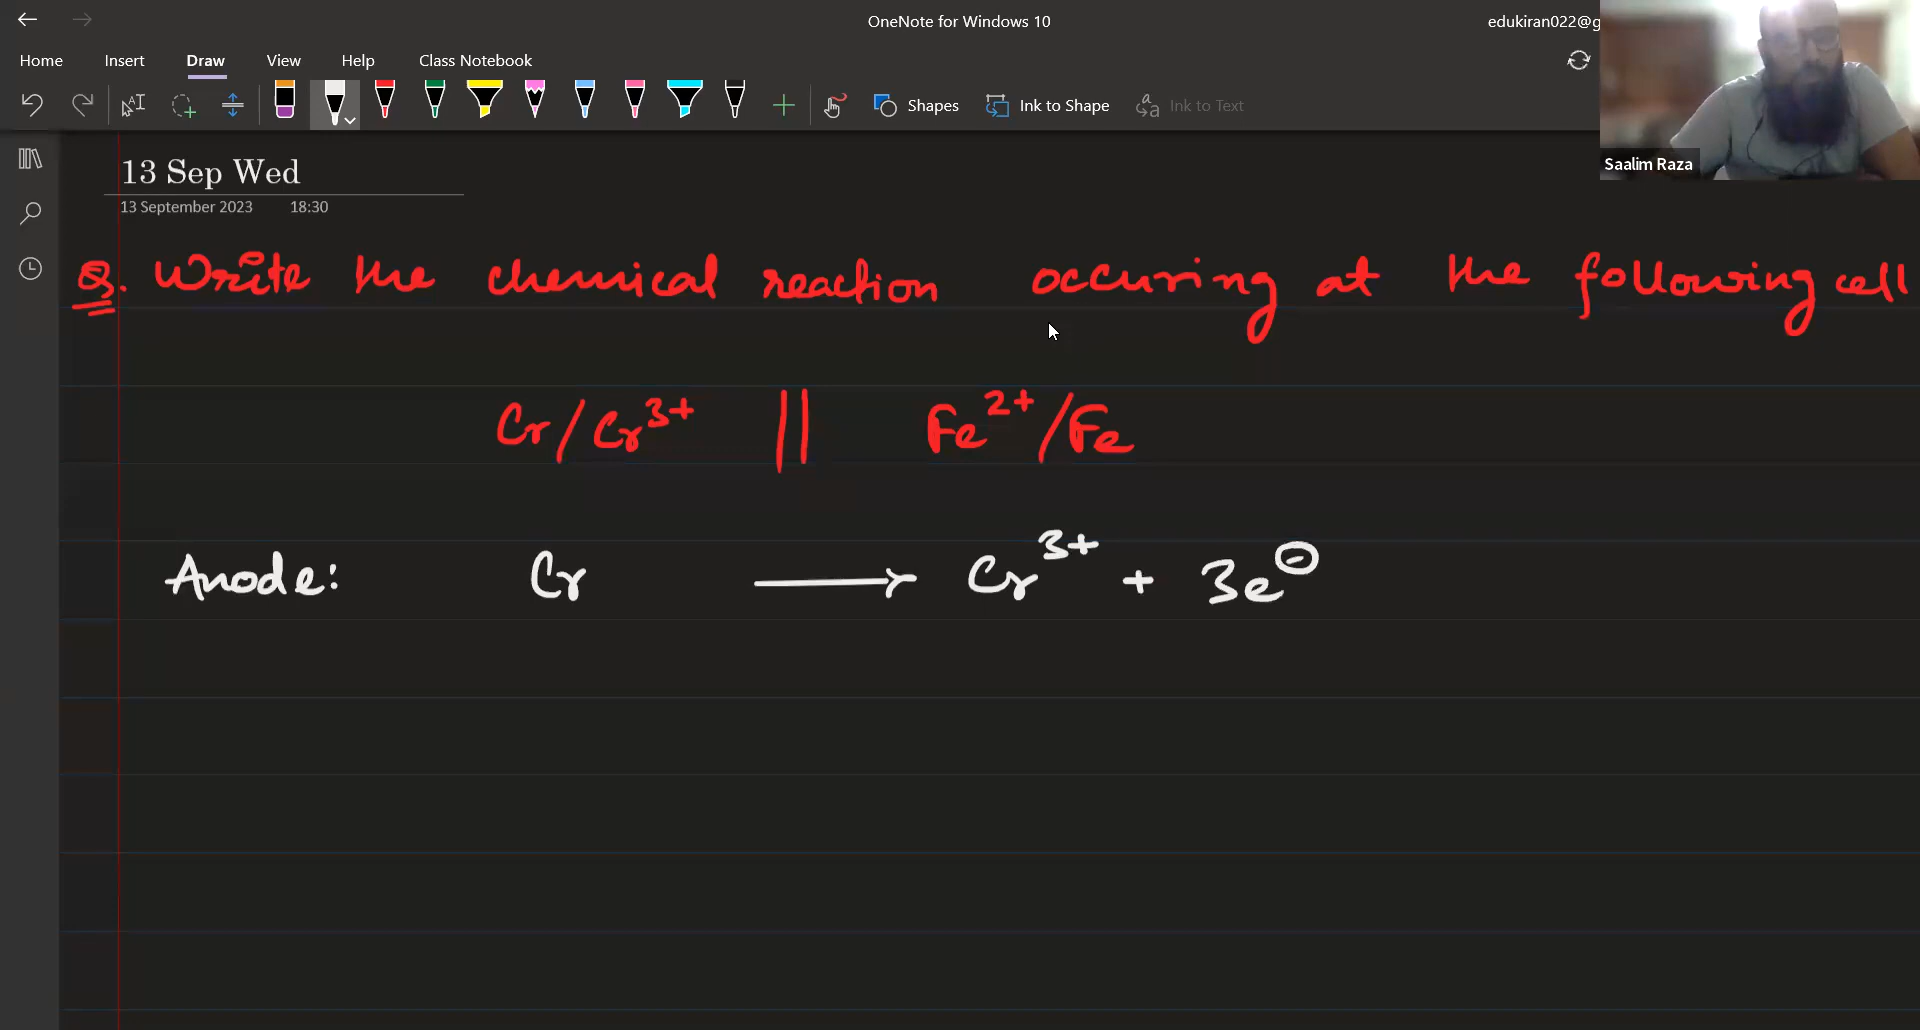 OneNote for Windows 10
edukiran022@g
Home Insert Draw View Help Class Notebook
Shapes Ink to Shape Ink to Text
Saalim Raza
13 Sep Wed
13 September 2023 18:30
Q. Write the chemical reaction occuring at the following cell
Cr/Cr³⁺ || Fe²⁺/Fe
Anode: Cr ⟶ Cr³⁺ + 3e⊖